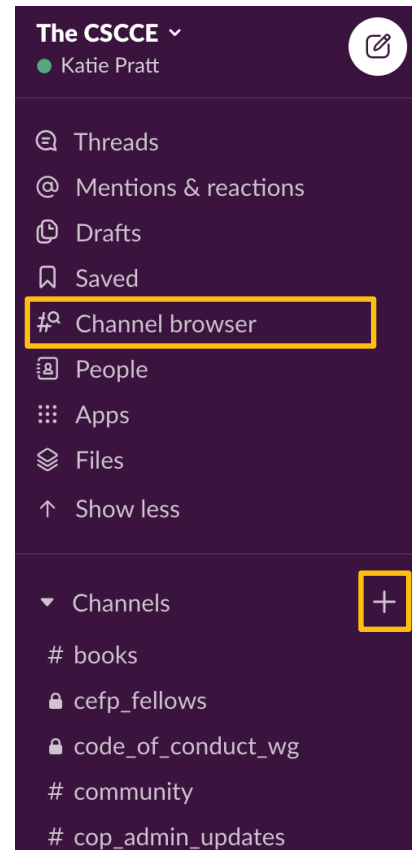 The CSCCE
Katie Pratt
Threads
@ Mentions & reactions
Drafts
Saved
Channel browser
People
Apps
Files
↑ Show less
Channels +
# books
cefp_fellows
code_of_conduct_wg
# community
# cop_admin_updates